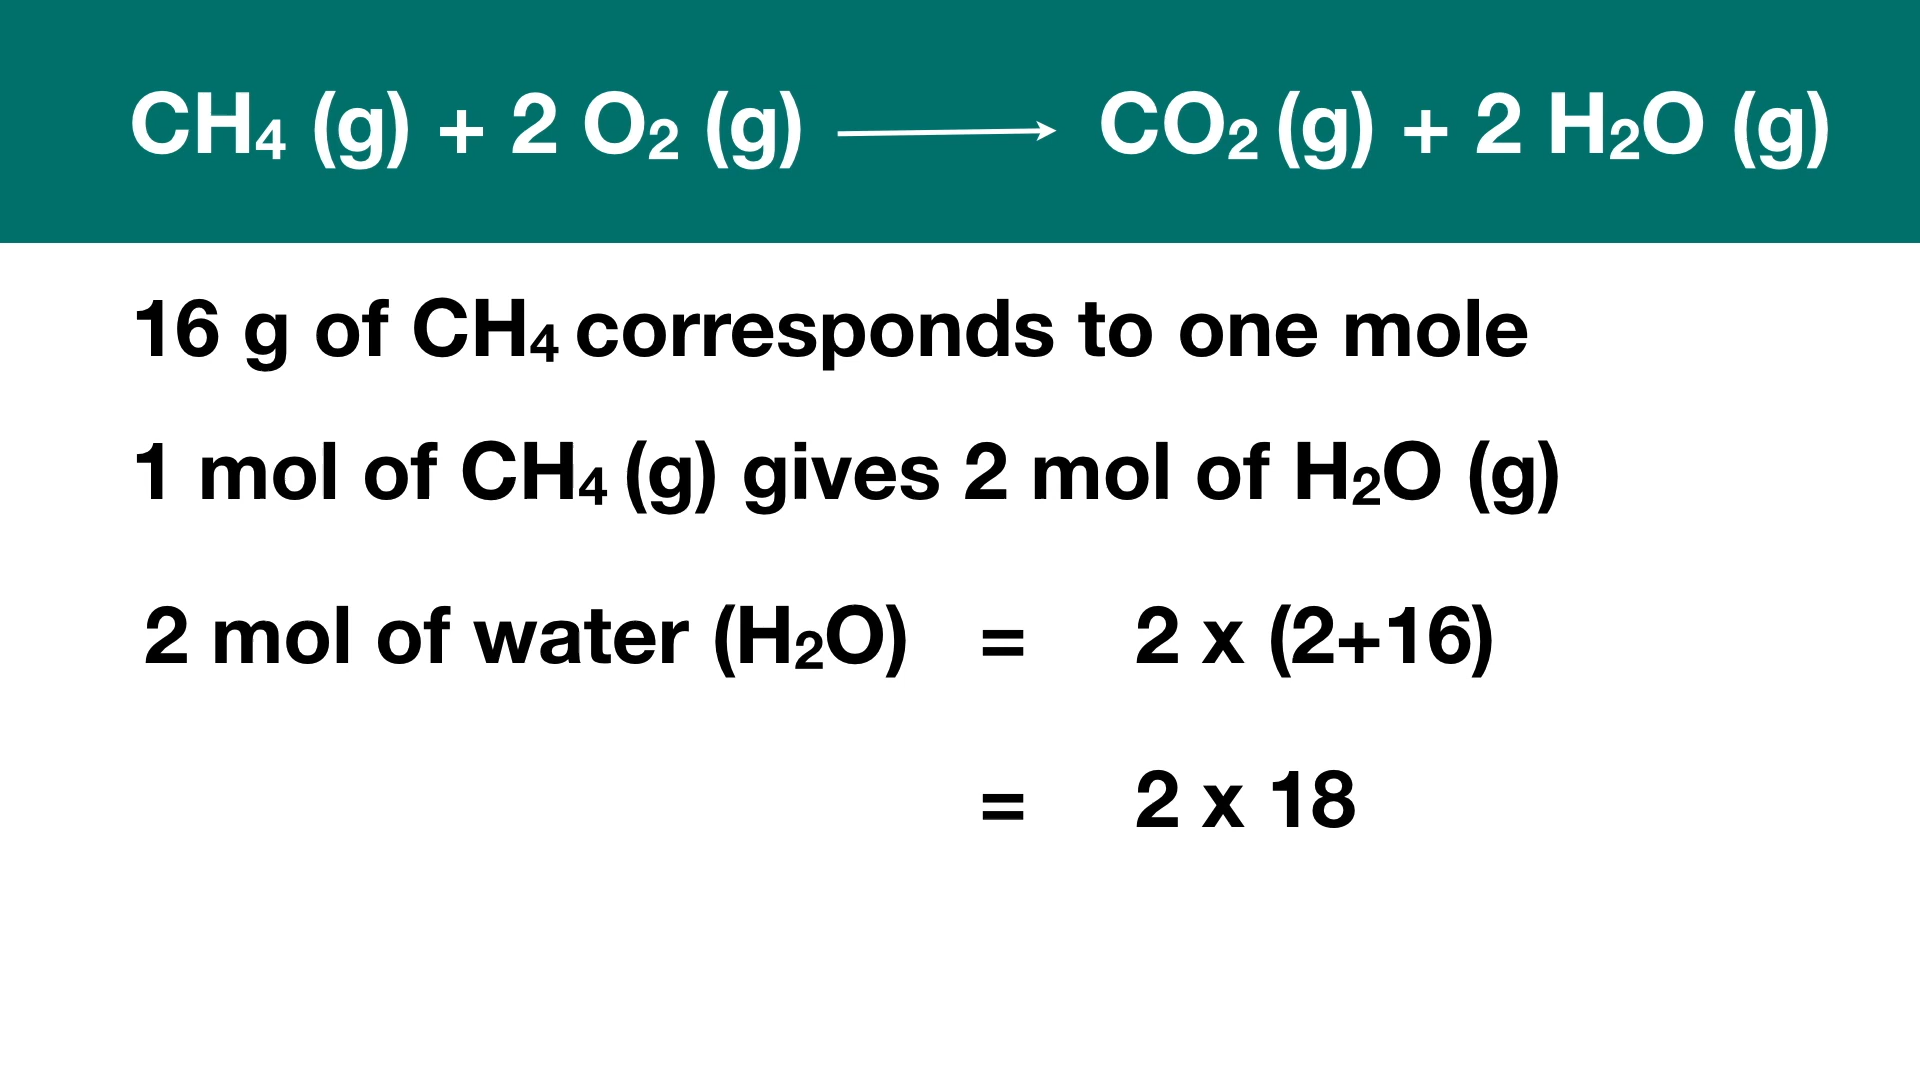 CH₄ (g) + 2 O₂ (g) ⟶ CO₂ (g) + 2 H₂O (g)
16 g of CH₄ corresponds to one mole
1 mol of CH₄ (g) gives 2 mol of H₂O (g)
2 mol of water (H₂O) = 2 x (2+16)
= 2 x 18